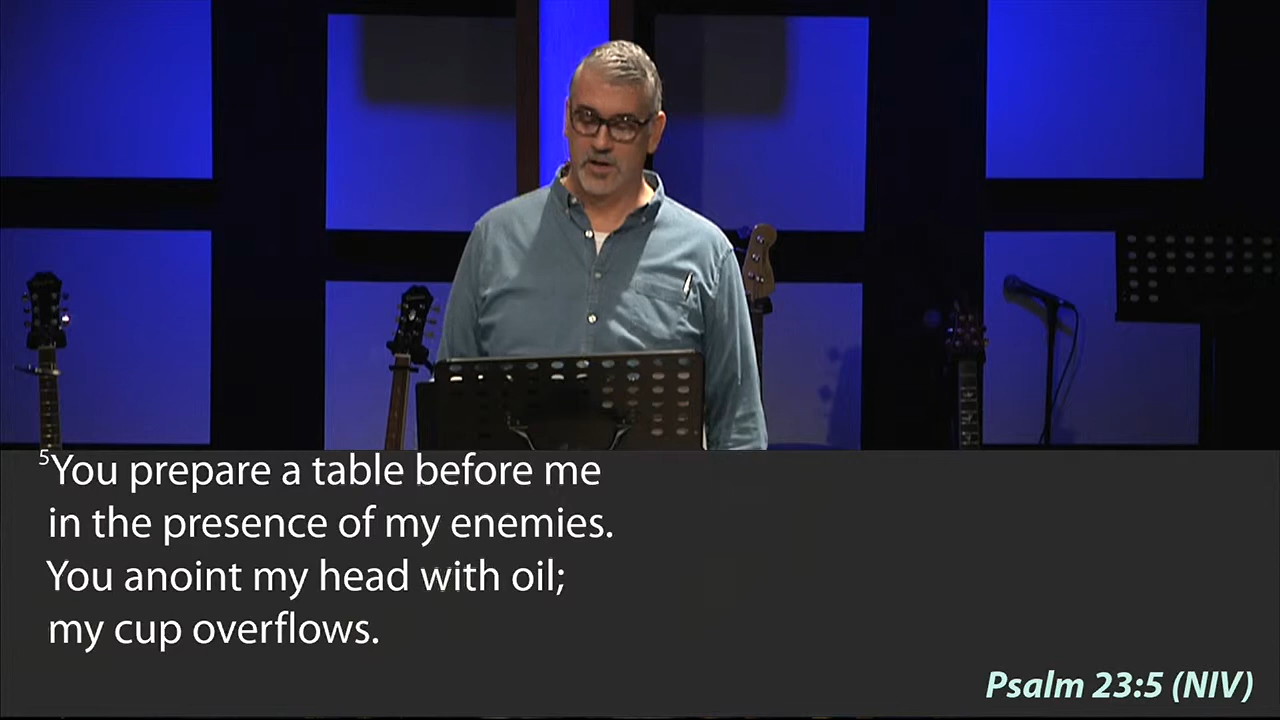 ⁵You prepare a table before me
in the presence of my enemies.
You anoint my head with oil;
my cup overflows.
Psalm 23:5 (NIV)